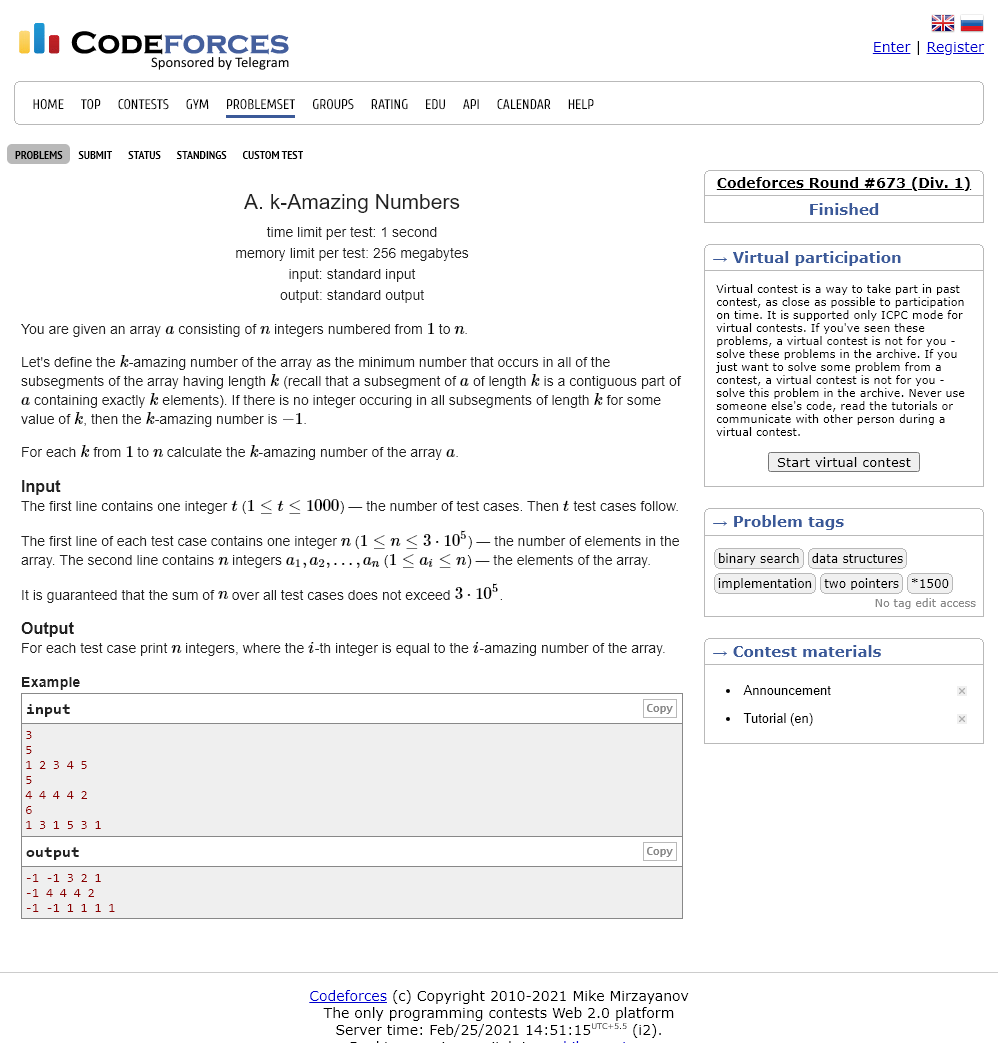 CODEFORCES
Sponsored by Telegram
Enter | Register
HOME TOP CONTESTS GYM PROBLEMSET GROUPS RATING EDU API CALENDAR HELP
PROBLEMS SUBMIT STATUS STANDINGS CUSTOM TEST
A. k-Amazing Numbers
time limit per test: 1 second
memory limit per test: 256 megabytes
input: standard input
output: standard output
You are given an array a consisting of n integers numbered from 1 to n.
Let's define the k-amazing number of the array as the minimum number that occurs in all of the
subsegments of the array having length k (recall that a subsegment of a of length k is a contiguous part of
a containing exactly k elements). If there is no integer occuring in all subsegments of length k for some
value of k, then the k-amazing number is −1.
For each k from 1 to n calculate the k-amazing number of the array a.
Input
The first line contains one integer t (1 ≤ t ≤ 1000) — the number of test cases. Then t test cases follow.
The first line of each test case contains one integer n (1 ≤ n ≤ 3 · 10^5) — the number of elements in the
array. The second line contains n integers a_1, a_2, . . . , a_n (1 ≤ a_i ≤ n) — the elements of the array.
It is guaranteed that the sum of n over all test cases does not exceed 3 · 10^5.
Output
For each test case print n integers, where the i-th integer is equal to the i-amazing number of the array.
Example
input Copy
3
5
1 2 3 4 5
5
4 4 4 4 2
6
1 3 1 5 3 1
output Copy
-1 -1 3 2 1
-1 4 4 4 2
-1 -1 1 1 1 1
Codeforces Round #673 (Div. 1)
Finished
→ Virtual participation
Virtual contest is a way to take part in past
contest, as close as possible to participation
on time. It is supported only ICPC mode for
virtual contests. If you've seen these
problems, a virtual contest is not for you -
solve these problems in the archive. If you
just want to solve some problem from a
contest, a virtual contest is not for you -
solve this problem in the archive. Never use
someone else's code, read the tutorials or
communicate with other person during a
virtual contest.
Start virtual contest
→ Problem tags
binary search data structures
implementation two pointers *1500
No tag edit access
→ Contest materials
• Announcement ×
• Tutorial (en) ×
Codeforces (c) Copyright 2010-2021 Mike Mirzayanov
The only programming contests Web 2.0 platform
Server time: Feb/25/2021 14:51:15 UTC+5.5 (i2).